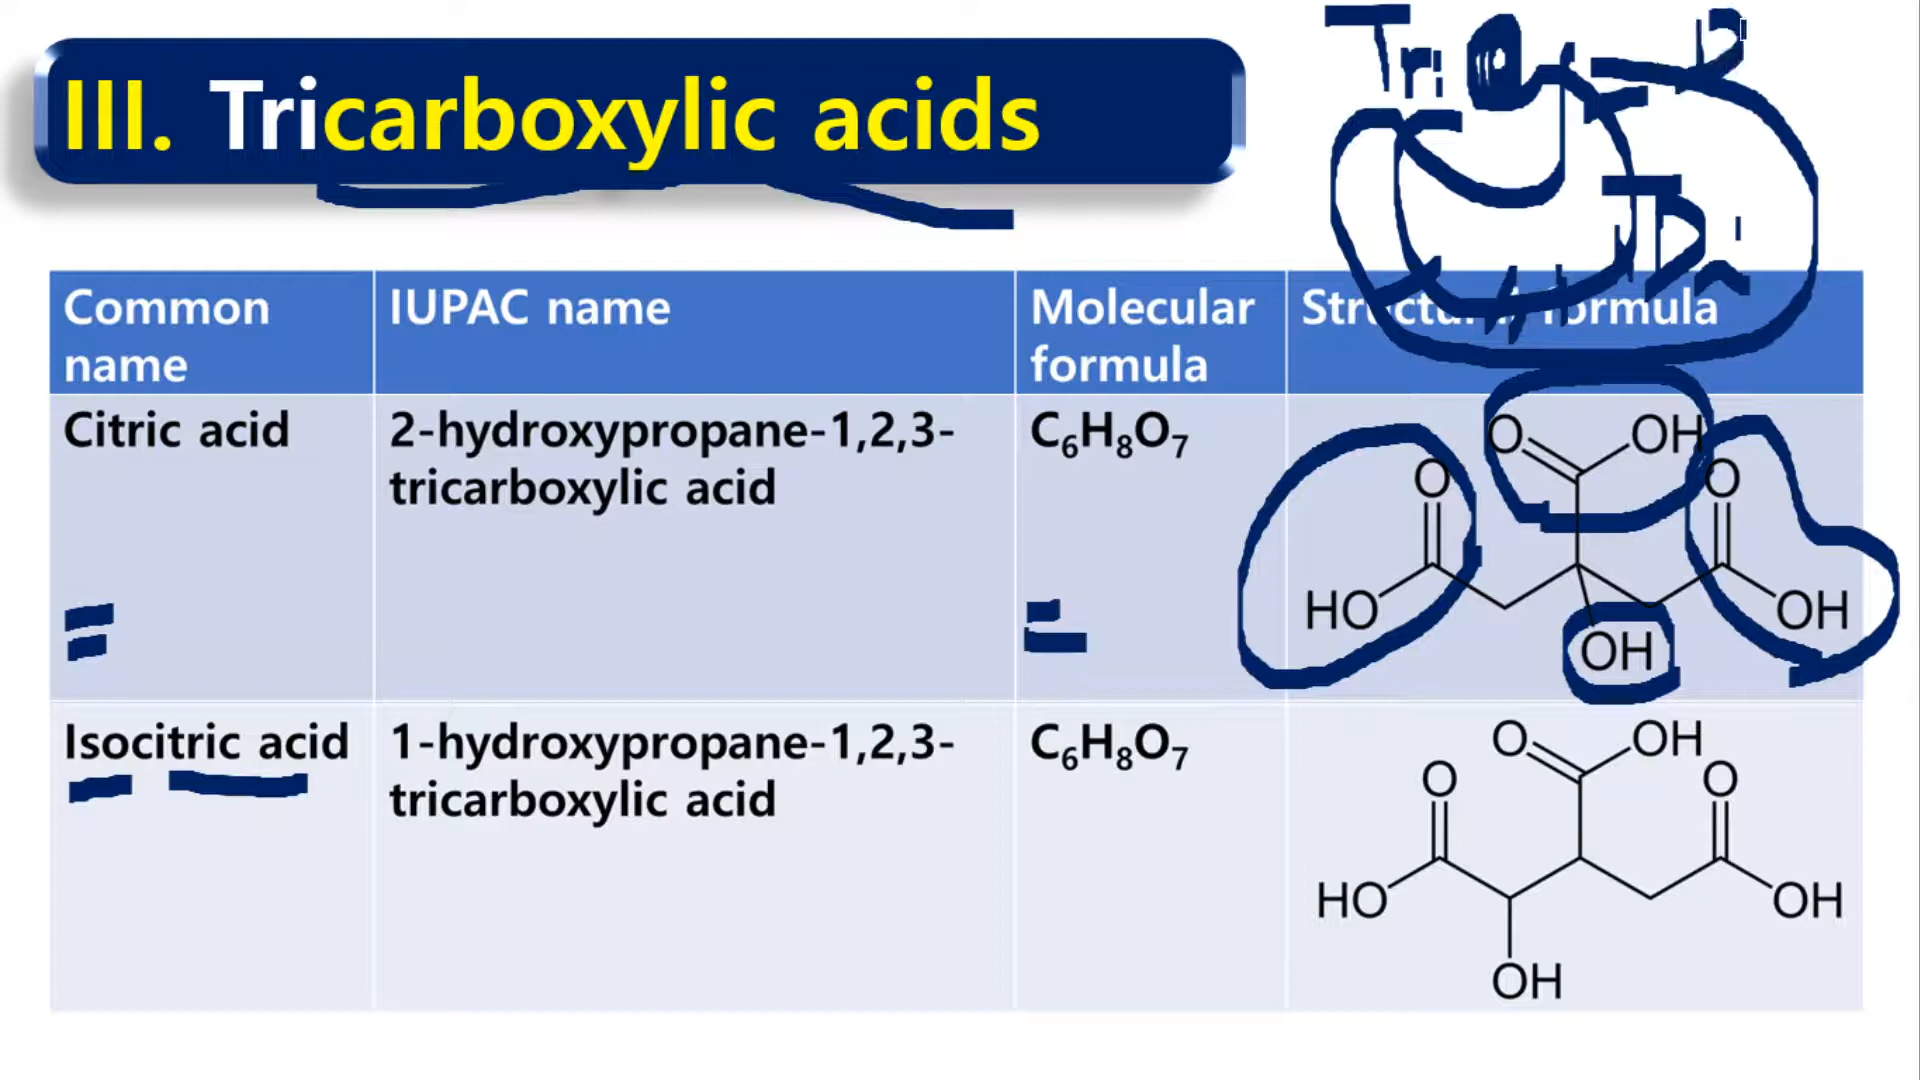 III. Tricarboxylic acids
Tri
Common name
IUPAC name
Molecular formula
Structural formula
Citric acid
2-hydroxypropane-1,2,3-
tricarboxylic acid
C₆H₈O₇
O
OH
O
O
HO
OH
OH
Isocitric acid
1-hydroxypropane-1,2,3-
tricarboxylic acid
C₆H₈O₇
O
OH
O
O
HO
OH
OH